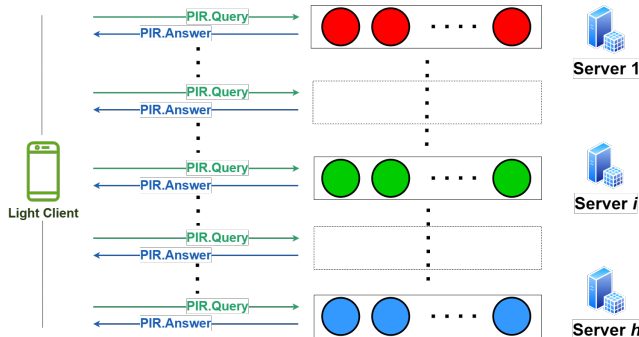 PIR.Query
PIR.Answer
Server 1
PIR.Query
PIR.Answer
PIR.Query
PIR.Answer
Light Client
Server i
PIR.Query
PIR.Answer
PIR.Query
PIR.Answer
Server h